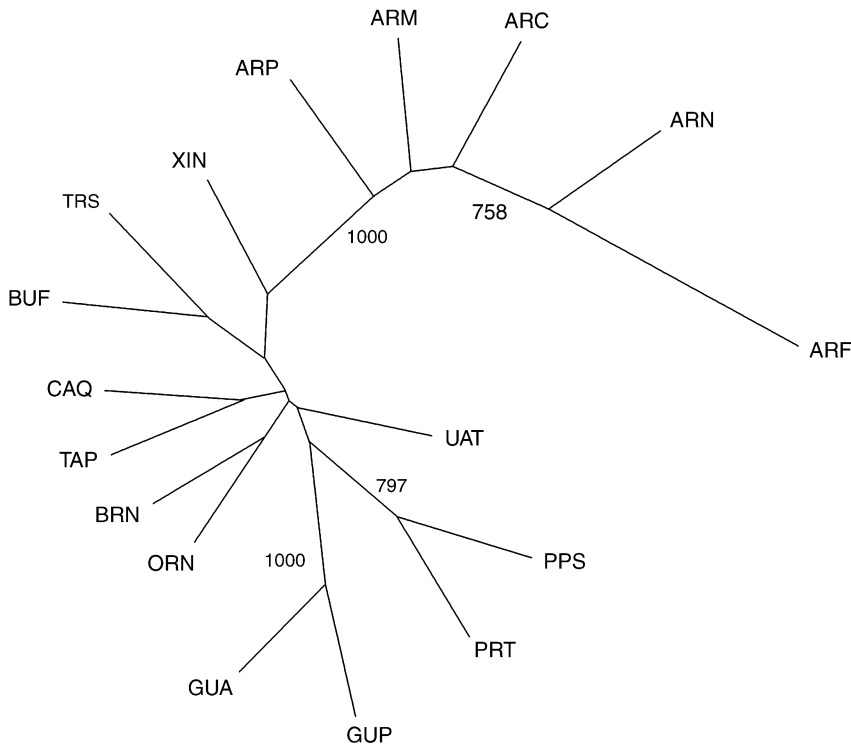 ARM
ARC
ARP
ARN
XIN
TRS
758
1000
BUF
ARF
CAQ
UAT
TAP
797
BRN
ORN
1000
PPS
PRT
GUA
GUP